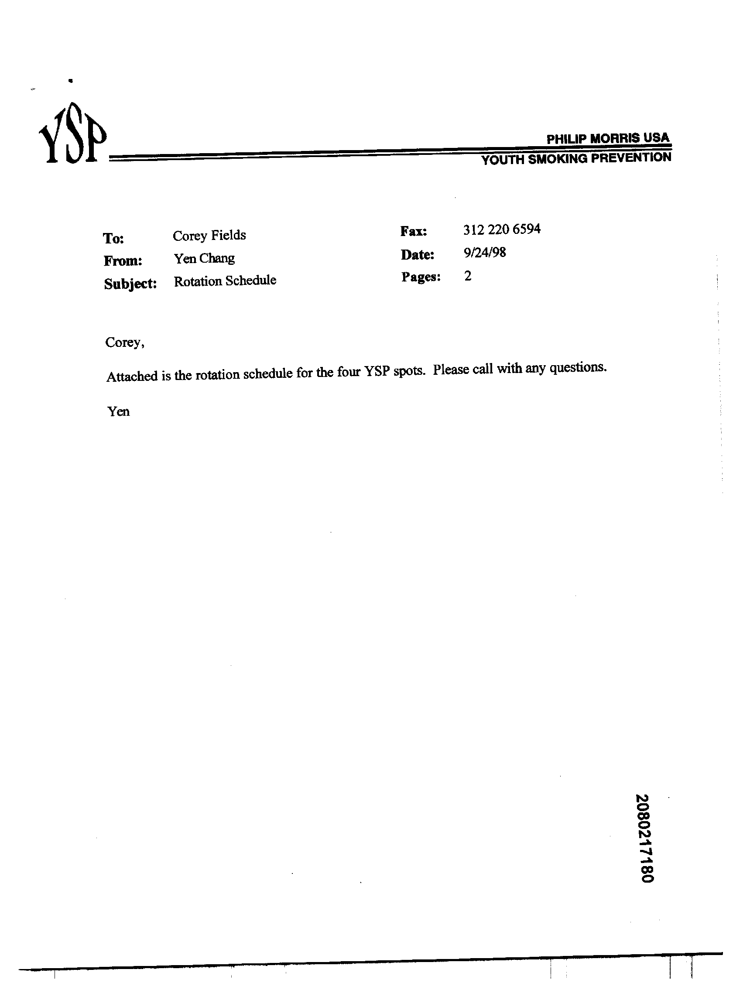 YSP
PHILIP MORRIS USA
YOUTH SMOKING PREVENTION
To: Corey Fields Fax: 312 220 6594
From: Yen Chang Date: 9/24/98
Subject: Rotation Schedule Pages: 2
Corey,
Attached is the rotation schedule for the four YSP spots. Please call with any questions.
Yen
2080217180